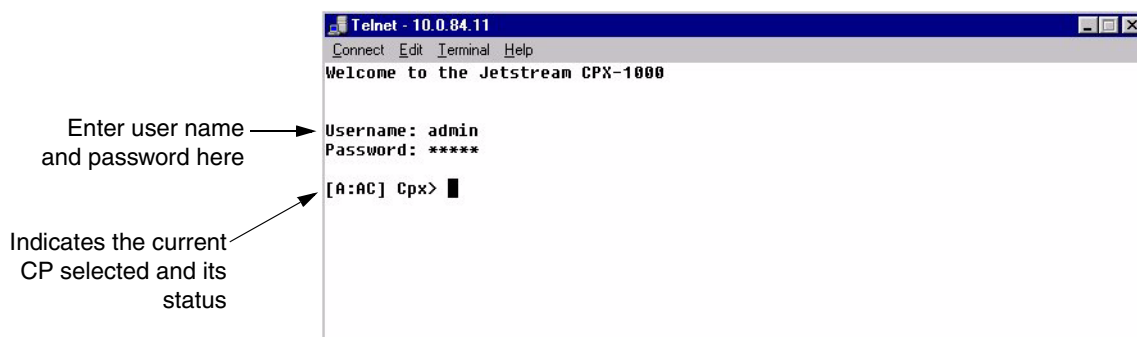 Telnet - 10.0.84.11
Connect Edit Terminal Help
Welcome to the Jetstream CPX-1000
Enter user name
and password here
Username: admin
Password: *****
[A:AC] Cpx>
Indicates the current
CP selected and its
status